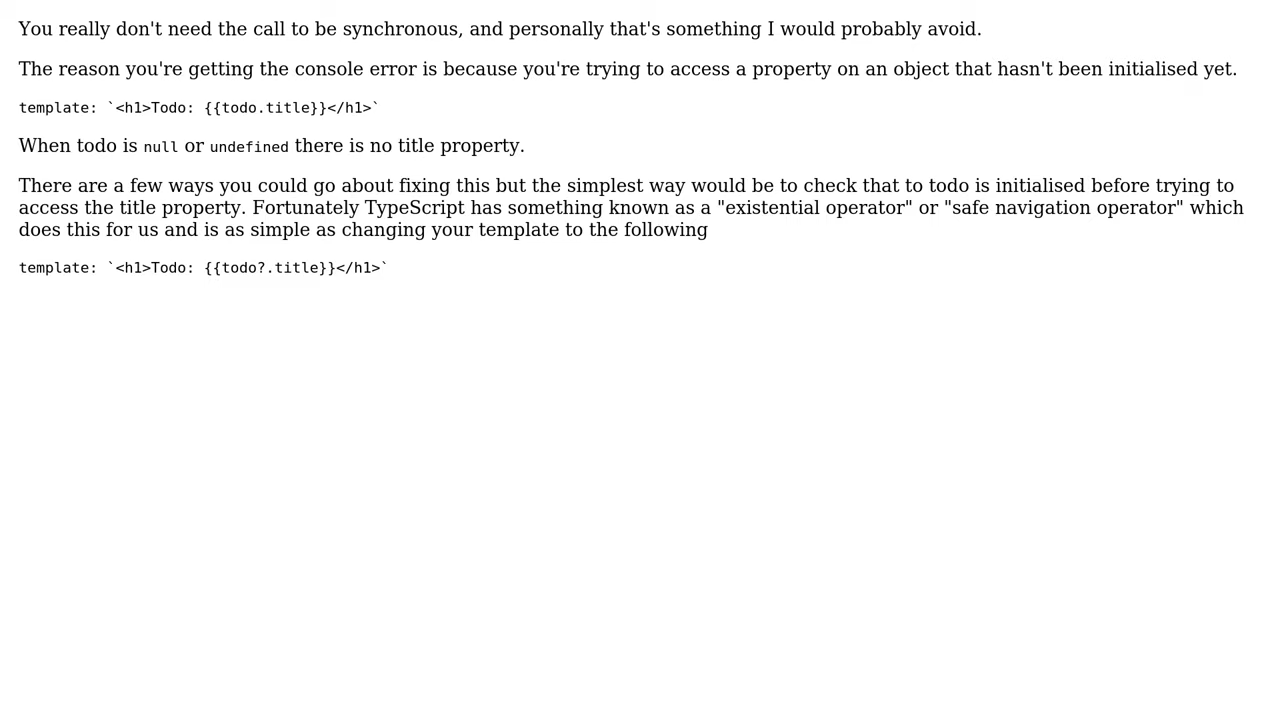 You really don't need the call to be synchronous, and personally that's something I would probably avoid.
The reason you're getting the console error is because you're trying to access a property on an object that hasn't been initialised yet.
template: `<h1>Todo: {{todo.title}}</h1>`
When todo is null or undefined there is no title property.
There are a few ways you could go about fixing this but the simplest way would be to check that to todo is initialised before trying to
access the title property. Fortunately TypeScript has something known as a "existential operator" or "safe navigation operator" which
does this for us and is as simple as changing your template to the following
template: `<h1>Todo: {{todo?.title}}</h1>`